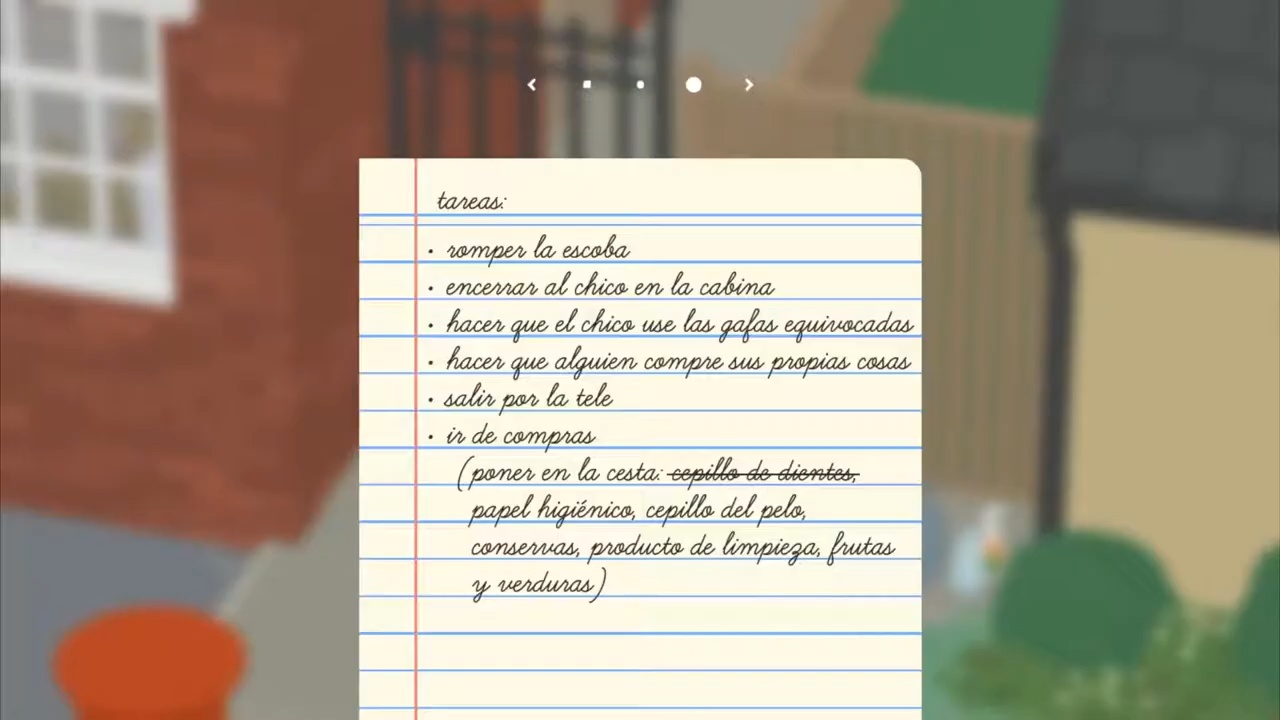 tareas:
• romper la escoba
• encerrar al chico en la cabina
• hacer que el chico use las gafas equivocadas
• hacer que alguien compre sus propias cosas
• salir por la tele
• ir de compras
(poner en la cesta: cepillo de dientes,
papel higiénico, cepillo del pelo,
conservas, producto de limpieza, frutas
y verduras)